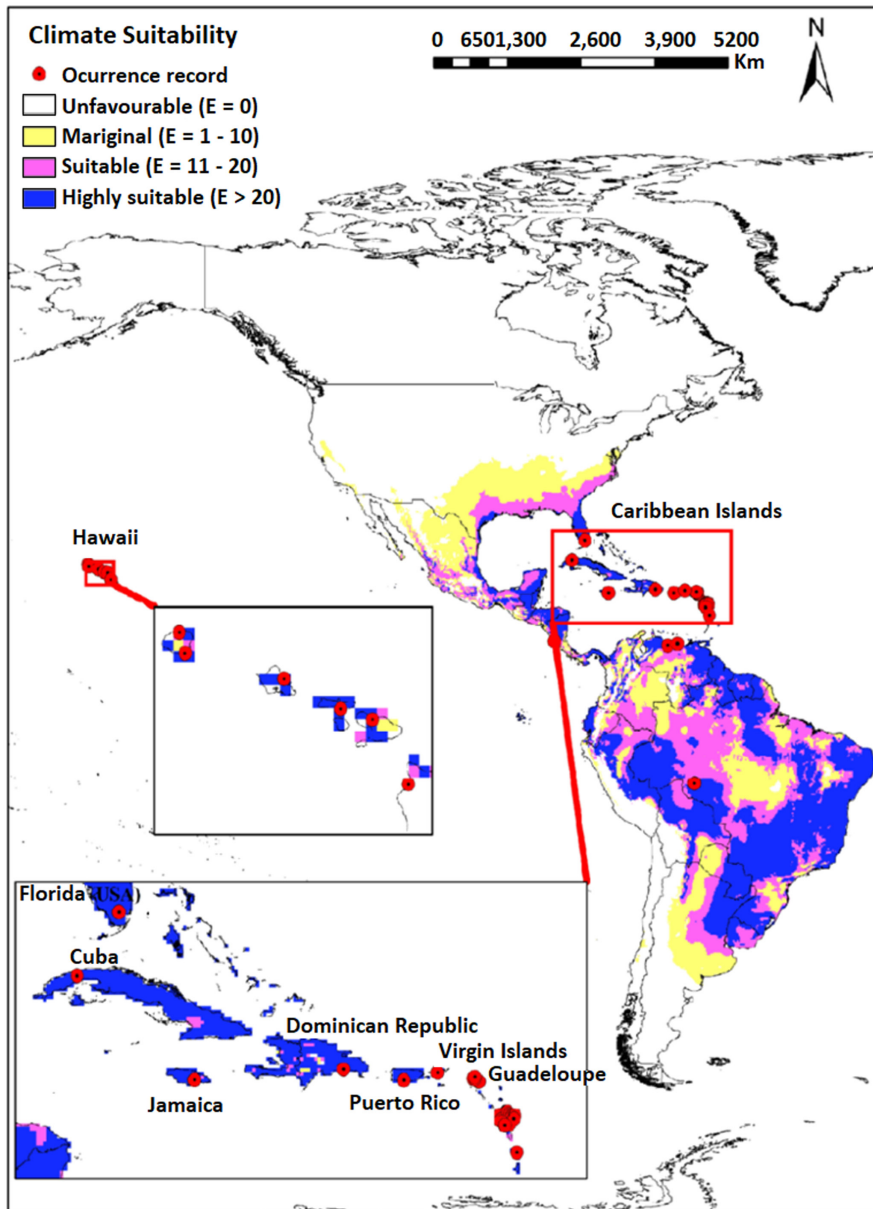 Climate Suitability
Ocurrence record
Unfavourable (E = 0)
Mariginal (E = 1 - 10)
Suitable (E = 11 - 20)
Highly suitable (E > 20)
0 6501,300 2,600 3,900 5200
Km
N
Caribbean Islands
Hawaii
Florida (USA)
Cuba
Dominican Republic
Virgin Islands
Guadeloupe
Jamaica
Puerto Rico